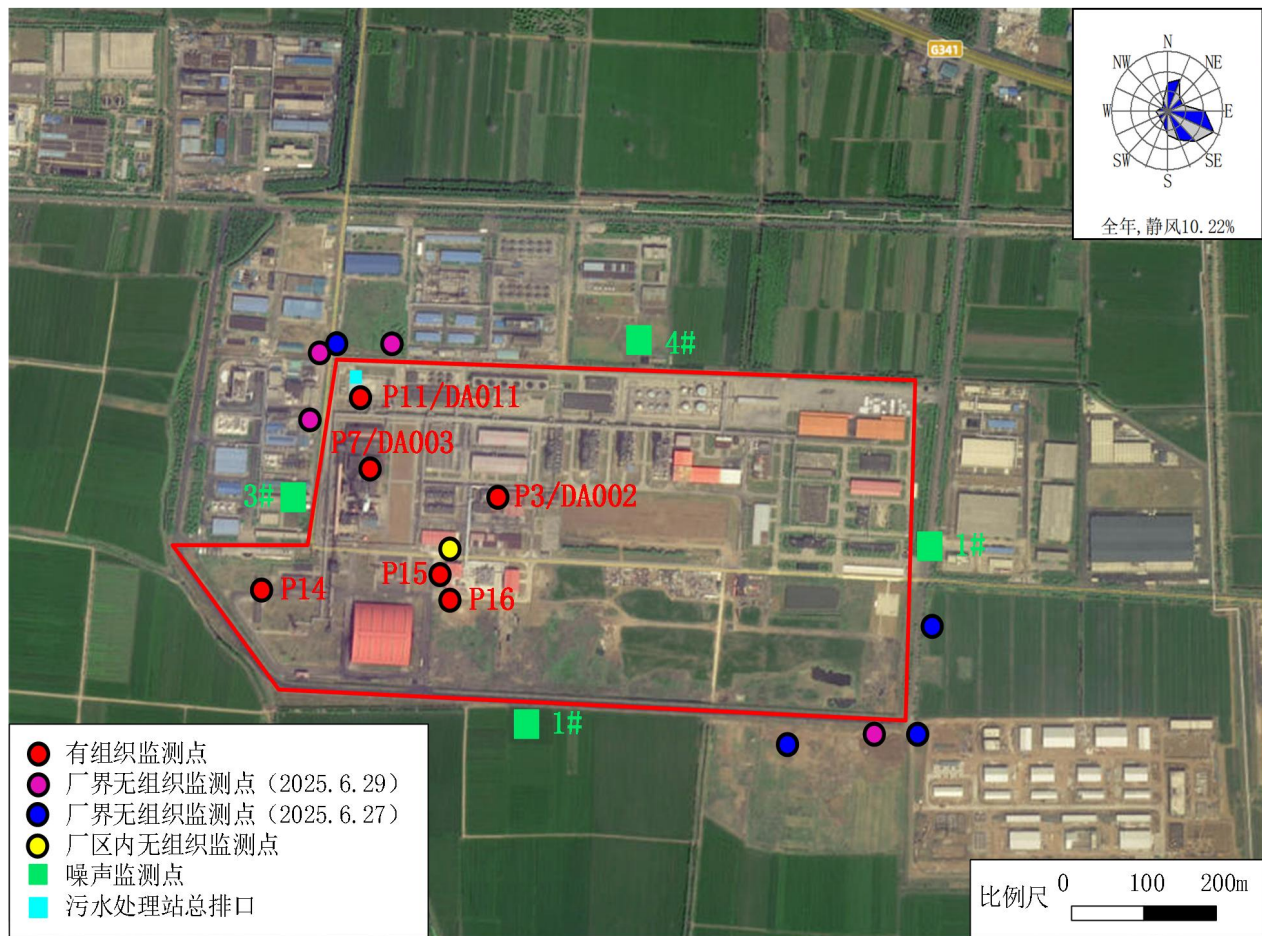 G341
N
NW
NE
W
E
SW
SE
S
全年,静风10.22%
4#
P11/DA011
P7/DA003
3#
P3/DA002
1#
P15
P14
P16
1#
有组织监测点
厂界无组织监测点（2025.6.29）
厂界无组织监测点（2025.6.27）
厂区内无组织监测点
噪声监测点
污水处理站总排口
比例尺 0 100 200m